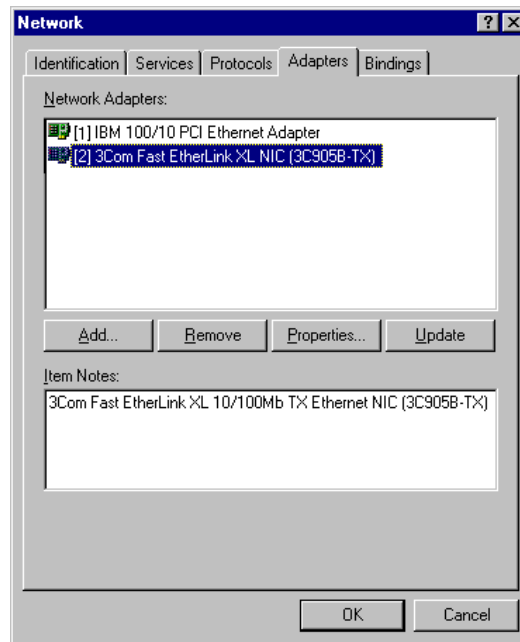 Network
Identification Services Protocols Adapters Bindings
Network Adapters:
[1] IBM 100/10 PCI Ethernet Adapter
[2] 3Com Fast EtherLink XL NIC (3C905B-TX)
Add... Remove Properties... Update
Item Notes:
3Com Fast EtherLink XL 10/100Mb TX Ethernet NIC (3C905B-TX)
OK Cancel